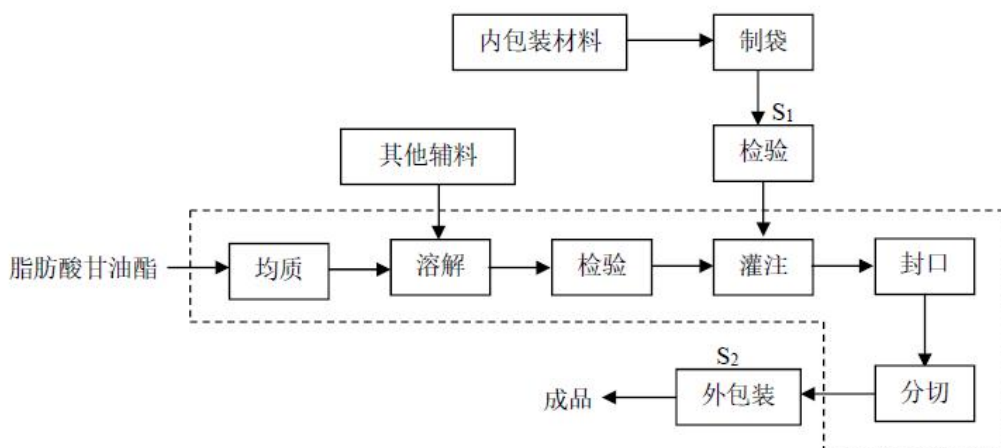 内包装材料
制袋
S₁
检验
其他辅料
脂肪酸甘油酯
均质
溶解
检验
灌注
封口
S₂
成品
外包装
分切